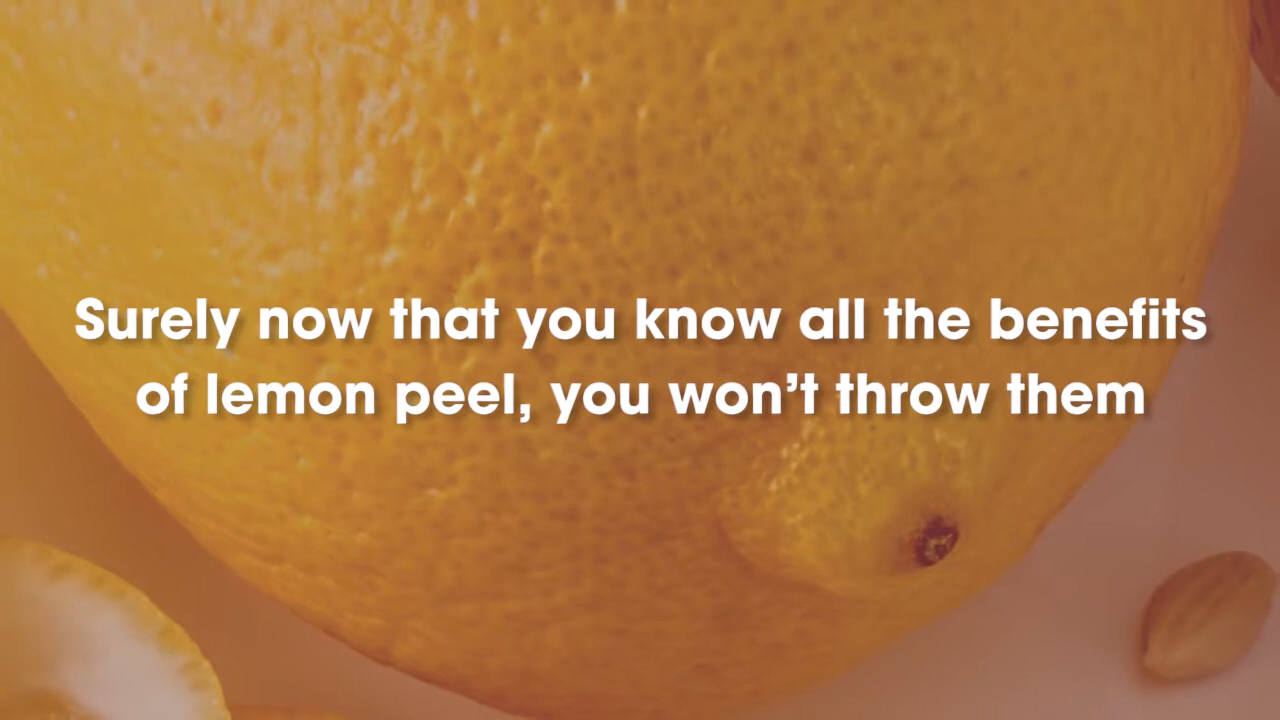 Surely now that you know all the benefits
of lemon peel, you won’t throw them